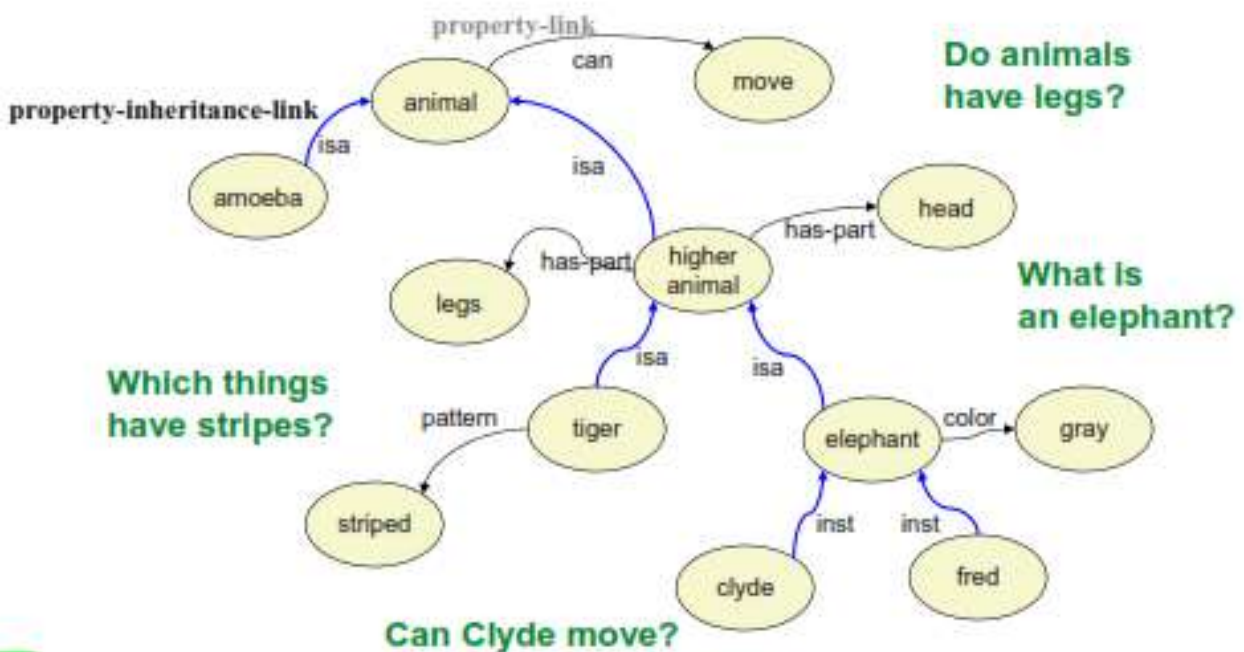 property-link
can
Do animals
have legs?
animal
move
property-inheritance-link
isa
isa
amoeba
head
has-part
has-part
higher
animal
legs
What is
an elephant?
isa
isa
Which things
have stripes?
pattern
tiger
elephant
color
gray
striped
inst
inst
clyde
fred
Can Clyde move?